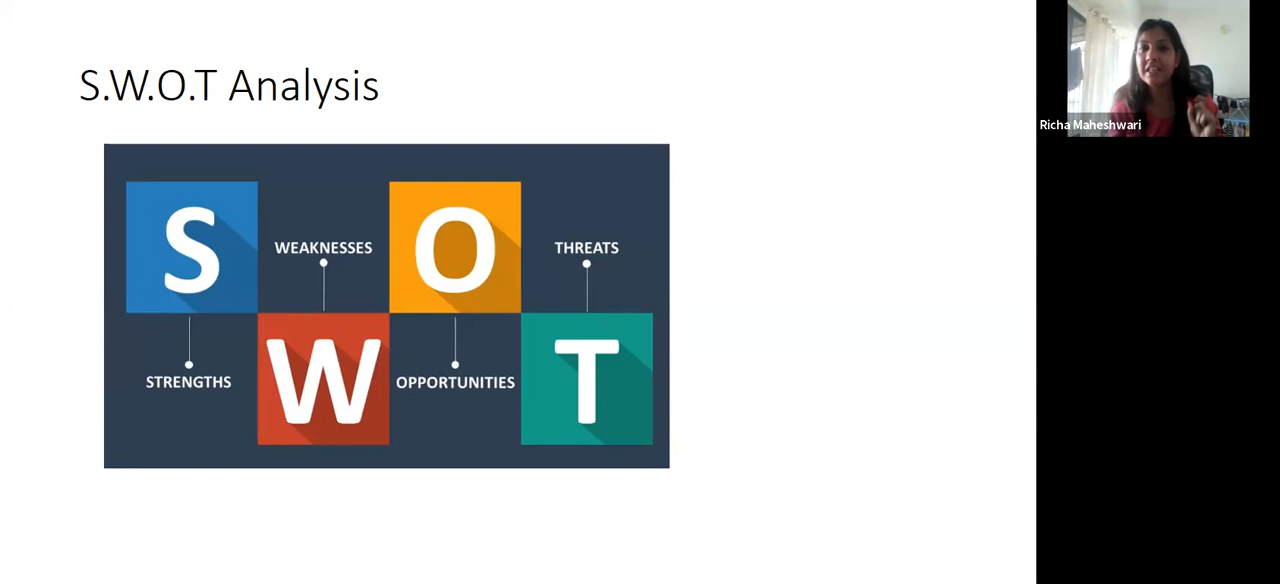 S.W.O.T Analysis
S
WEAKNESSES
O
THREATS
STRENGTHS
W
OPPORTUNITIES
T
Richa Maheshwari